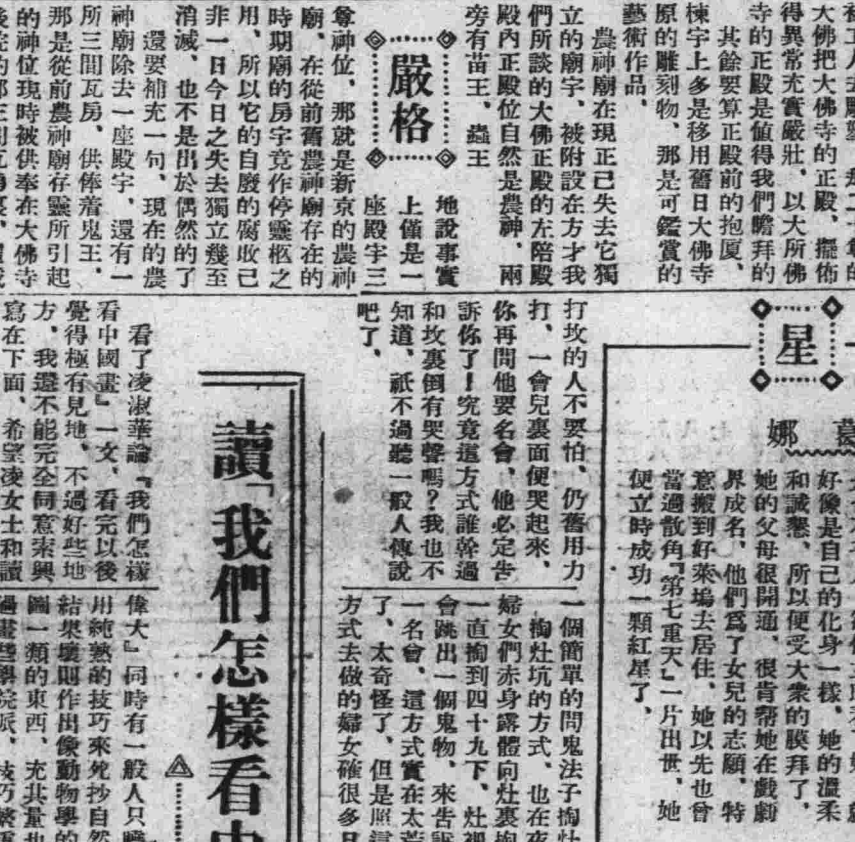 大佛把大佛寺的正殿、擺佈
得異常充實嚴壯、以大所佛
寺的正殿是值得我們瞻拜的
其餘要算正殿前的抱厦、
棟宇上多是移用舊日大佛寺
原的雕刻物、那是可鑑賞的
藝術作品、
農神廟在現正已失去它獨
立的廟宇、被附設在方才我
們所談的大佛正殿的左陪殿
殿內正殿位自然是農神、兩
旁有苗王、蟲王
嚴格
地說事實
上僅是一
座殿宇三
尊神位、那就是新京的農神
廟、在從前舊農神廟存在的
時期廟的房宇竟作停靈柩之
用、所以它的自廢的腐敗已
非一日今日之失去獨立幾至
消滅、也不是出於偶然的了
還要補充一句、現在的農
神廟除去一座殿宇、還有一
所三間瓦房、供俸着鬼王、
那是從前農神廟存靈所引起
的神位現時被供奉在大佛寺
星
葛娜
好像是自己的化身一樣、她的溫柔
和誠懇、所以便受大衆的膜拜了、
她的父母很開通、很肯幫她在戲劇
界成名、他們爲了女兒的志願、特
意搬到好萊塢去居住、她以先也曾
當過散角『第七重天』一片出世、她
便立時成功一顆紅星了、
打坟的人不要怕、仍舊用力
打、一會兒裏面便哭起來、
你再問他要名會、他必定告
訴你了！究竟這方式誰幹過
和坟裏倒有哭聲嗎？我也不
知道、祇不過聽一般人傳說
吧了、
一個簡單的問鬼法子掏灶
掏灶坑的方式、也在夜
婦女們赤身露體向灶裏掏
一直掏到四十九下、灶裡
會跳出一個鬼物、來告訴
一名會、這方式實在太荒
了、太奇怪了、但是照這
方式去做的婦女確很多日
讀「我們怎樣看中
看了凌淑華論『我們怎樣
看中國畫』一文、看完以後
覺得極有見地、不過好些地
方、我還不能完全同意索興
寫在下面、希望凌女士和讀
偉大』同時有一般人只曉
用純熟的技巧來死抄自然
結果壞則作出像動物學的
圖一類的東西、充其量也